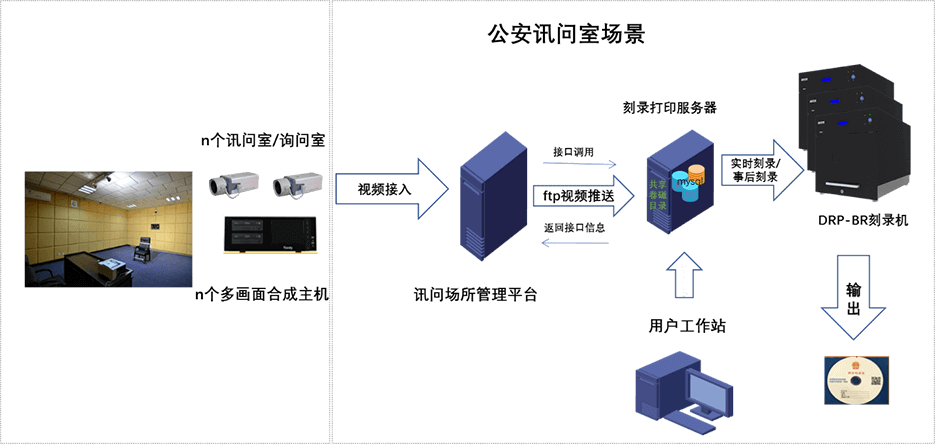 公安讯问室场景
n个讯问室/询问室
n个多画面合成主机
视频接入
讯问场所管理平台
接口调用
ftp视频推送
返回接口信息
刻录打印服务器
共享
卷磁
目录
mysql
用户工作站
实时刻录/
事后刻录
DRP-BR刻录机
输
出